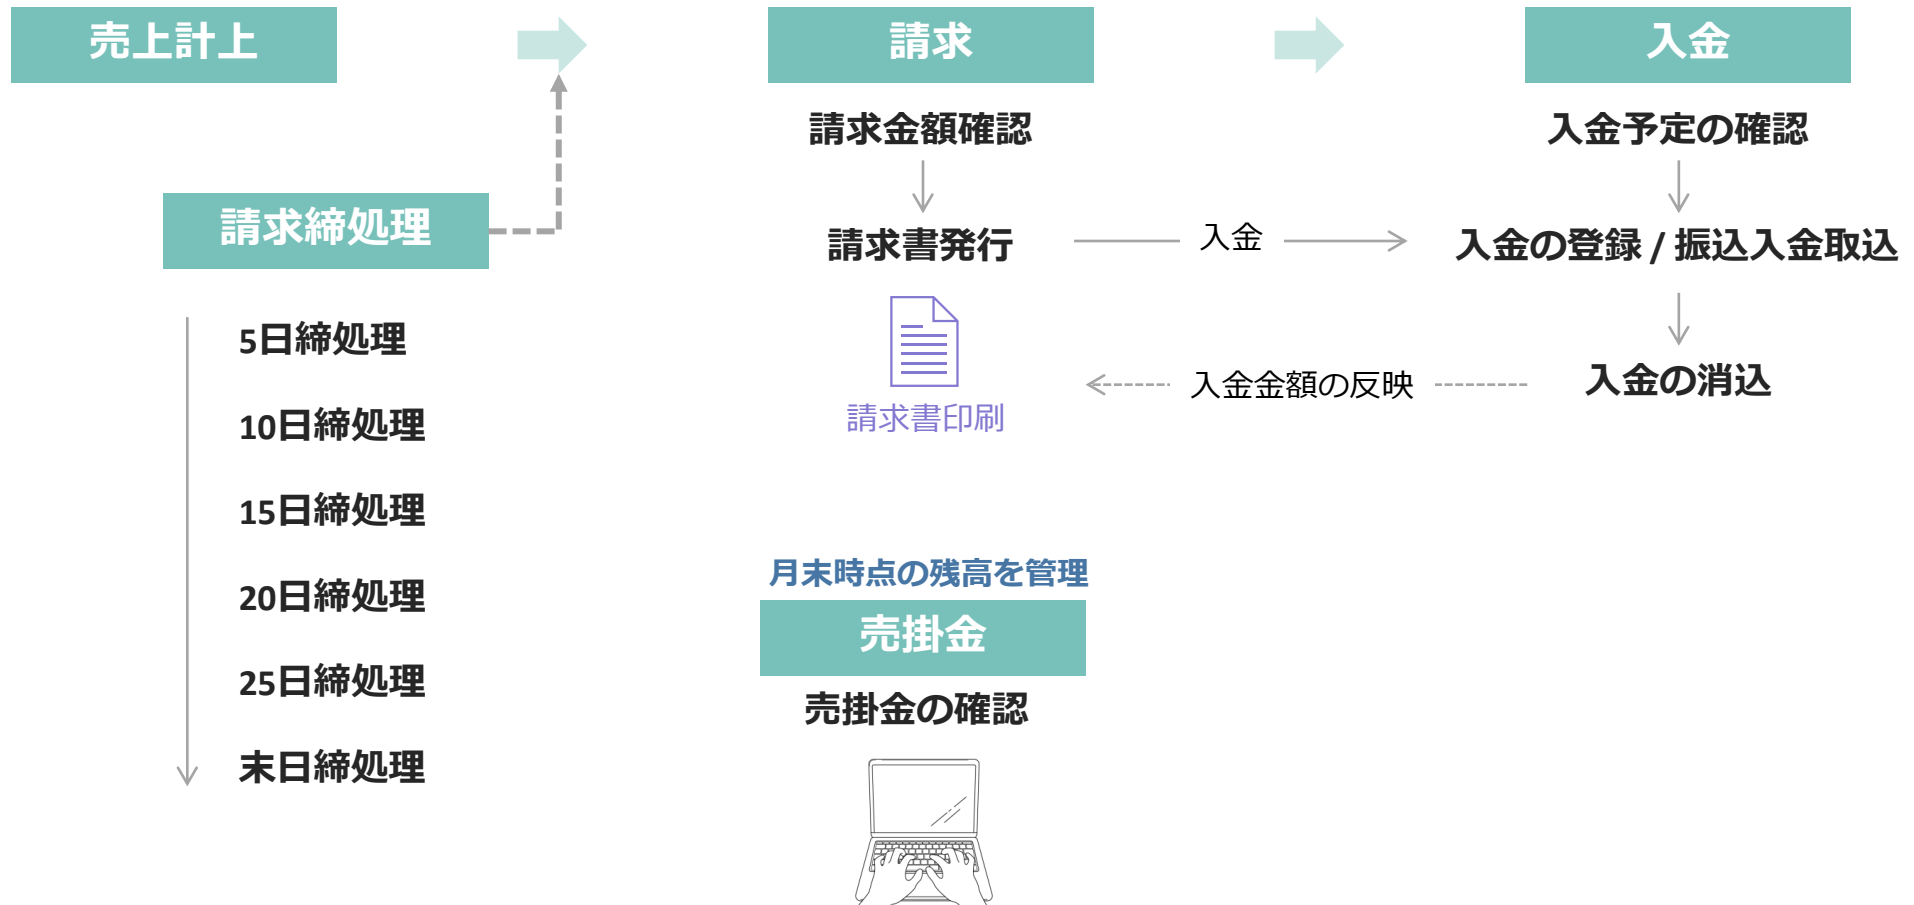 売上計上
請求
入金
請求金額確認
入金予定の確認
請求締処理
請求書発行
入金
入金の登録 / 振込入金取込
5日締処理
入金金額の反映
入金の消込
請求書印刷
10日締処理
15日締処理
月末時点の残高を管理
20日締処理
売掛金
25日締処理
売掛金の確認
末日締処理